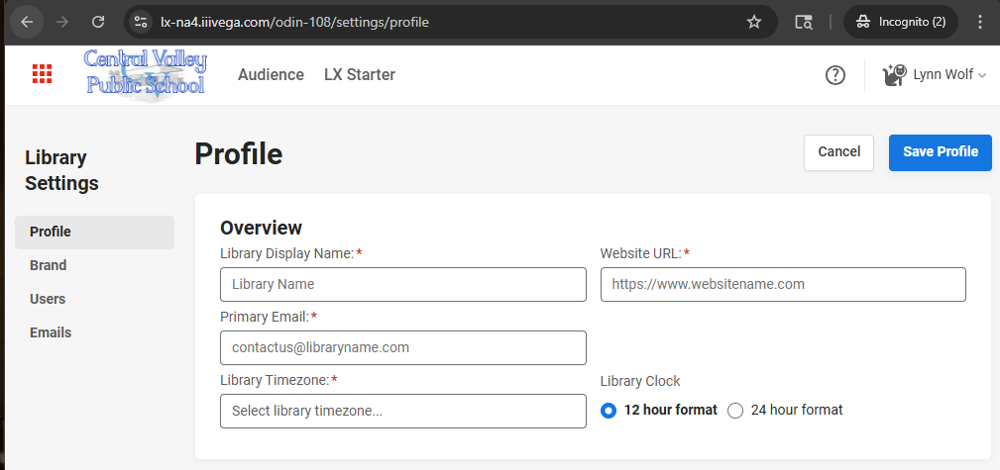 lx-na4.iiivega.com/odin-108/settings/profile
Incognito (2)
Central Valley
Public School
Audience
LX Starter
?
Lynn Wolf
Library
Settings
Profile
Cancel
Save Profile
Profile
Brand
Users
Emails
Overview
Library Display Name:*
Website URL:*
Library Name
https://www.websitename.com
Primary Email:*
contactus@libraryname.com
Library Timezone:*
Library Clock
Select library timezone...
12 hour format
24 hour format